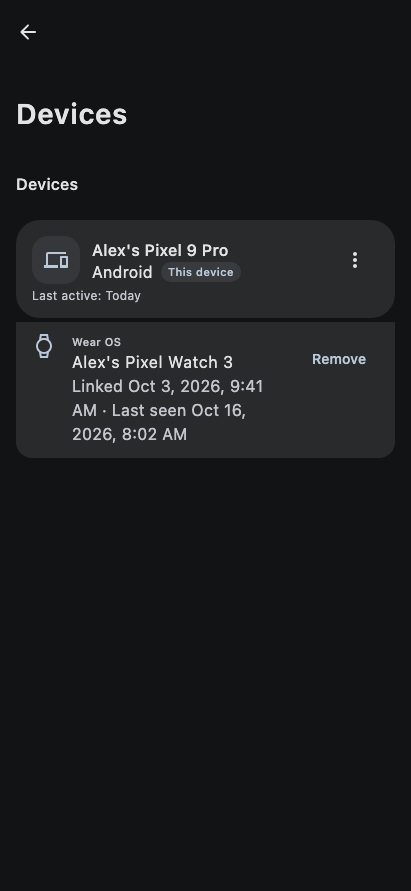 Devices
Devices
Alex's Pixel 9 Pro
Android This device
Last active: Today
Wear OS
Alex's Pixel Watch 3
Remove
Linked Oct 3, 2026, 9:41
AM · Last seen Oct 16,
2026, 8:02 AM